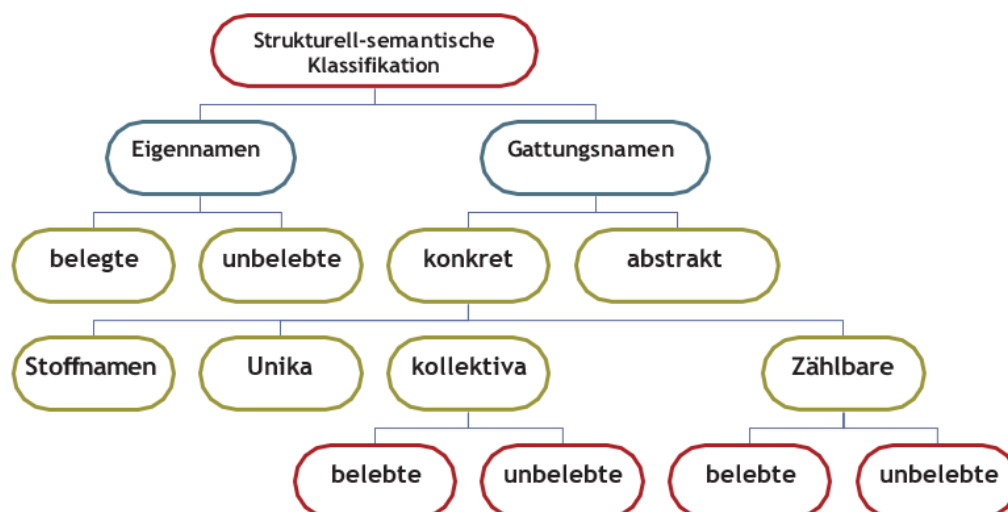 Strukturell-semantische
Klassifikation
Eigennamen
Gattungsnamen
belegte
unbelebte
konkret
abstrakt
Stoffnamen
Unika
kollektiva
Zählbare
belebte
unbelebte
belebte
unbelebte